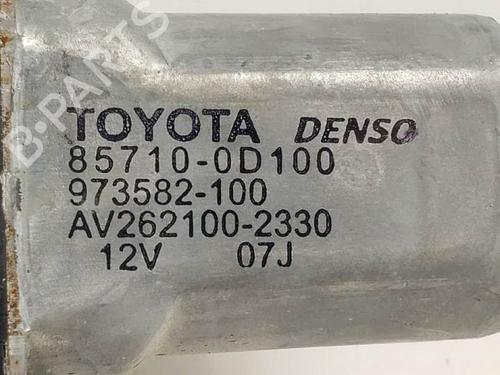 TOYOTA DENSO
85710-0D100
973582-100
AV262100-2330
12V 07J
B-PARTS